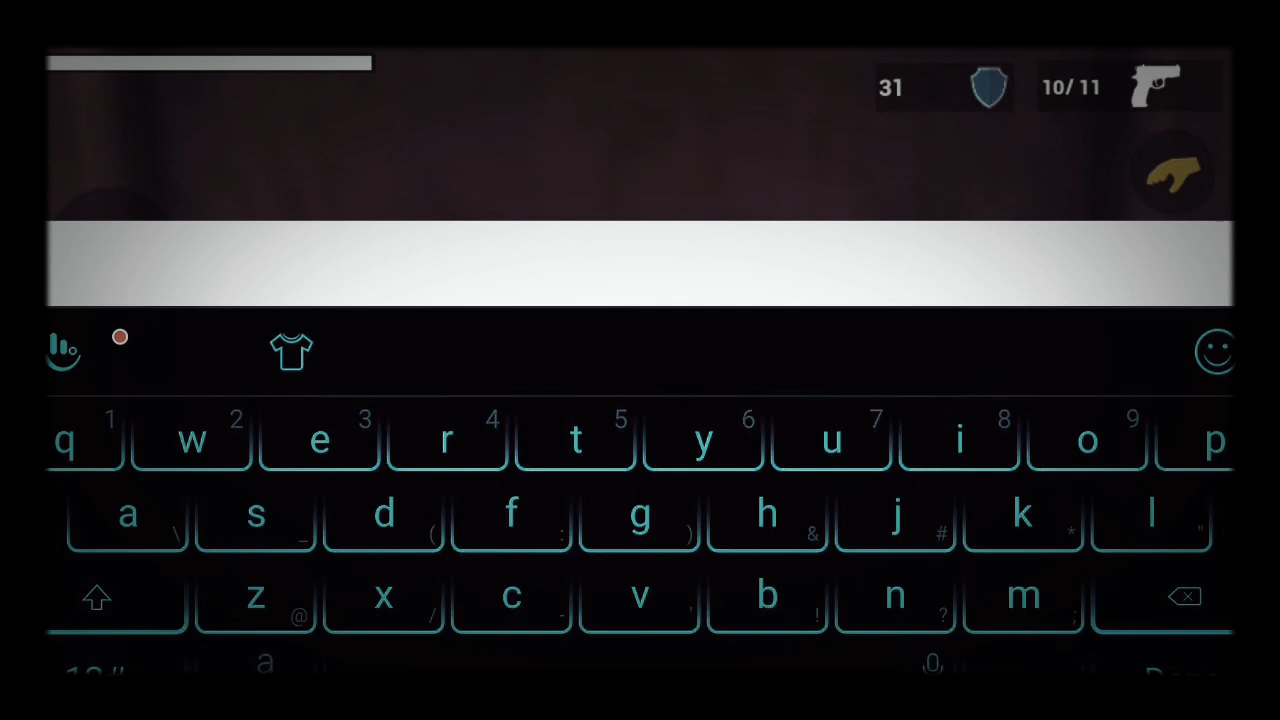 31 10/ 11
1 2 3 4 5 6 7 8 9
q w e r t y u i o p
a s d f g h j k l
\ _ ( : ) & # * "
z x c v b n m
@ / - ' ! ? ;
a